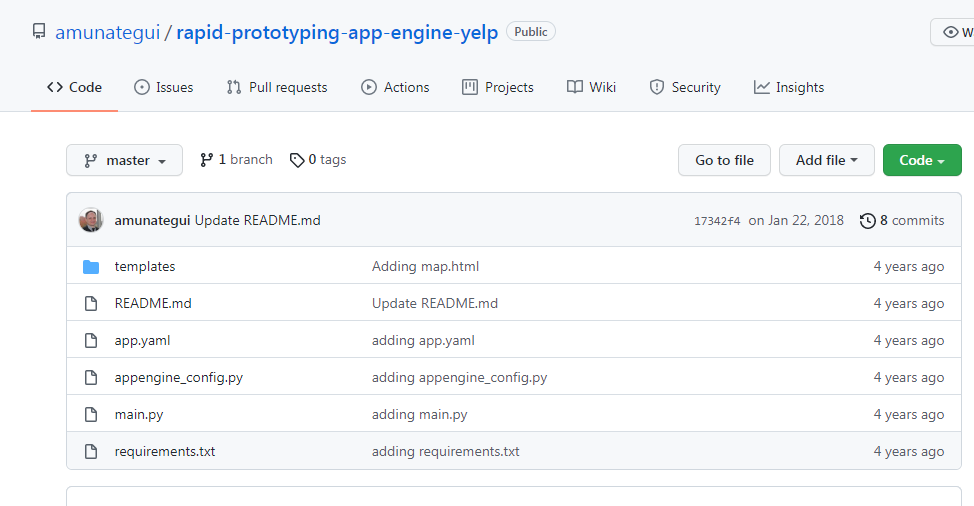 amunategui / rapid-prototyping-app-engine-yelp Public W
Code Issues Pull requests Actions Projects Wiki Security Insights
master 1 branch 0 tags Go to file Add file Code
amunategui Update README.md 17342f4 on Jan 22, 2018 8 commits
templates Adding map.html 4 years ago
README.md Update README.md 4 years ago
app.yaml adding app.yaml 4 years ago
appengine_config.py adding appengine_config.py 4 years ago
main.py adding main.py 4 years ago
requirements.txt adding requirements.txt 4 years ago